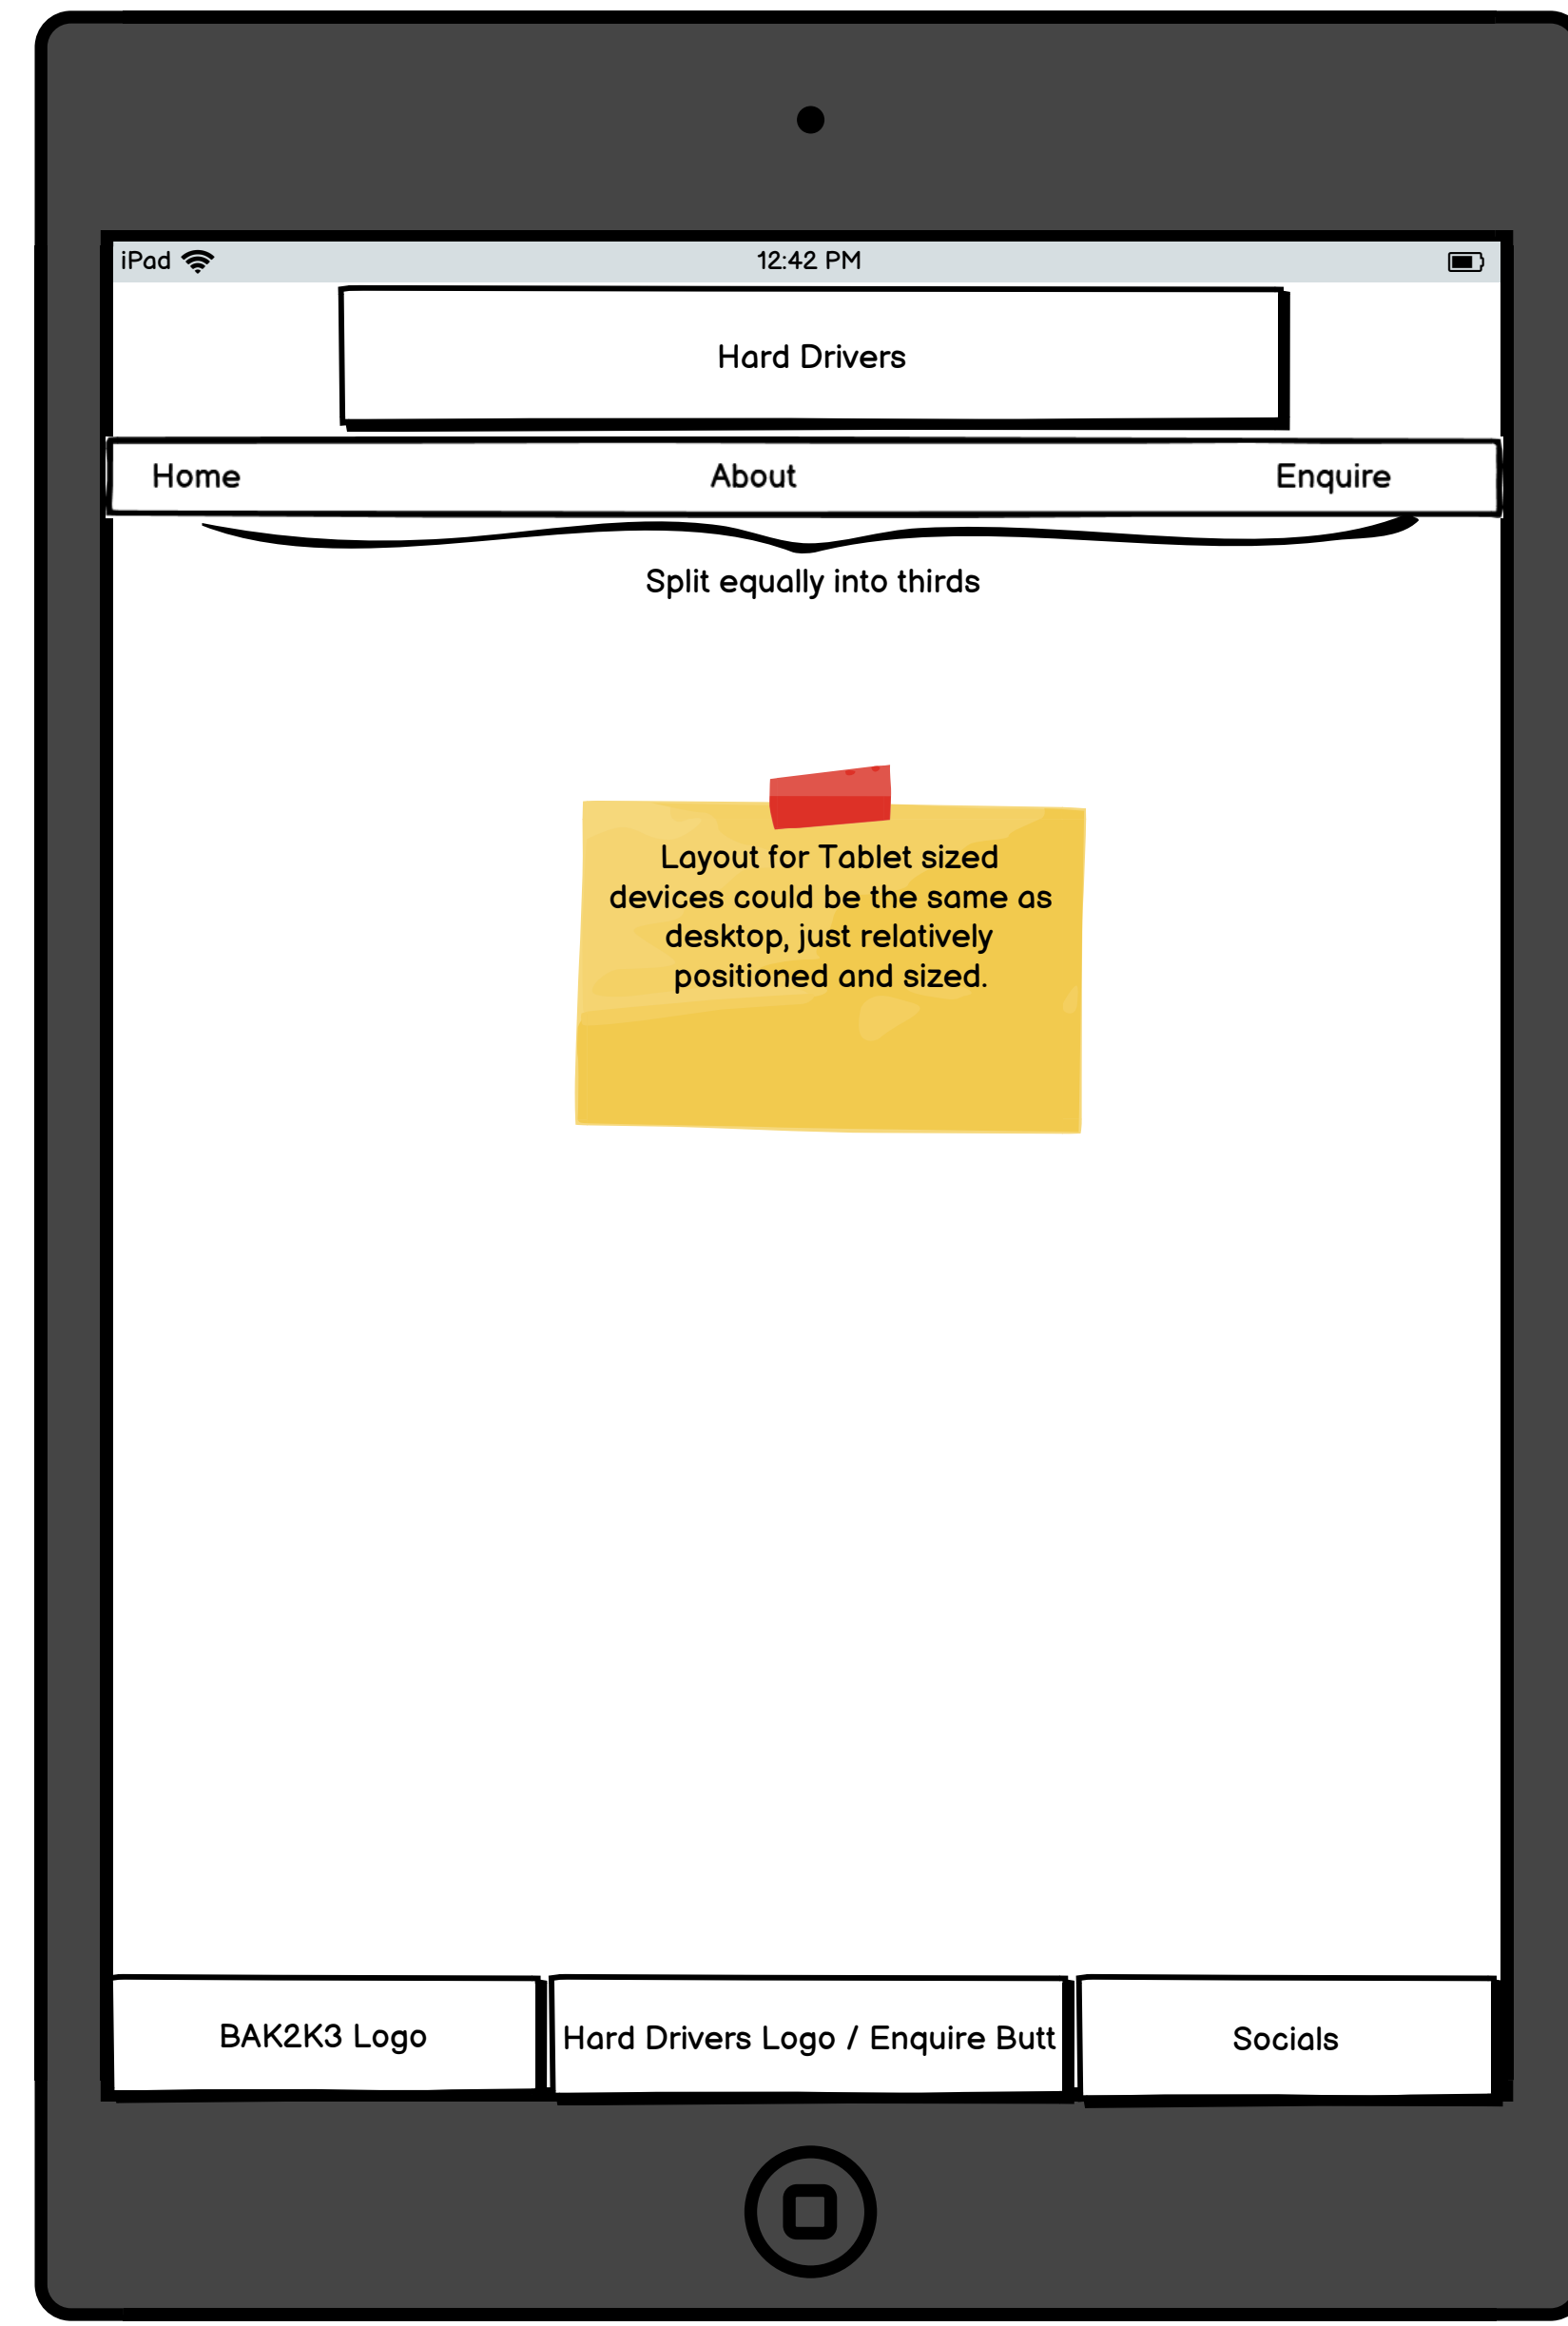 iPad
12:42 PM
Hard Drivers
Home About Enquire
Split equally into thirds
Layout for Tablet sized
devices could be the same as
desktop, just relatively
positioned and sized.
BAK2K3 Logo
Hard Drivers Logo / Enquire Butt
Socials